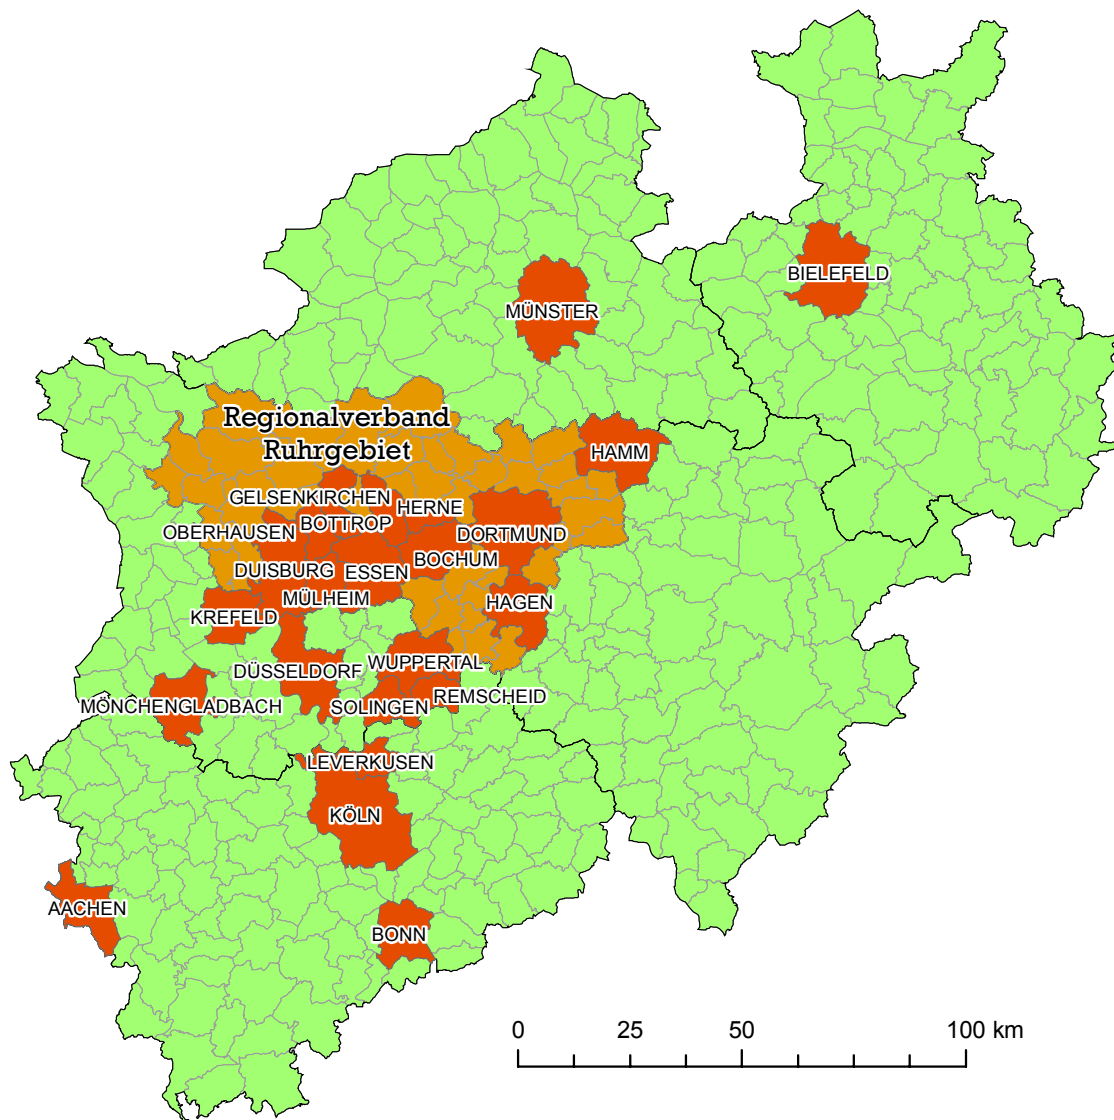 BIELEFELD
MÜNSTER
Regionalverband
Ruhrgebiet
HAMM
GELSENKIRCHEN
HERNE
BOTTROP
OBERHAUSEN
DORTMUND
BOCHUM
DUISBURG
ESSEN
MÜLHEIM
HAGEN
KREFELD
WUPPERTAL
DÜSSELDORF
REMSCHEID
MÖNCHENGLADBACH
SOLINGEN
LEVERKUSEN
KÖLN
AACHEN
BONN
0 25 50 100 km